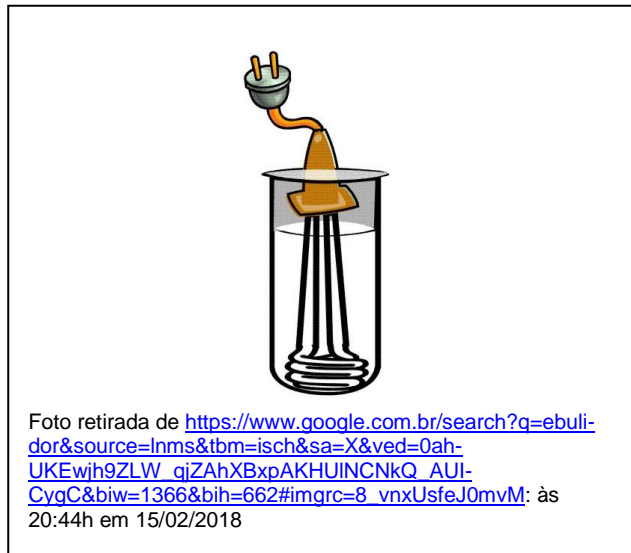 Foto retirada de https://www.google.com.br/search?q=ebuli-
dor&source=lnms&tbm=isch&sa=X&ved=0ah-
UKEwjh9ZLW_qjZAhXBxpAKHUlNCNkQ_AUI-
CygC&biw=1366&bih=662#imgrc=8_vnxUsfeJ0mvM: às
20:44h em 15/02/2018